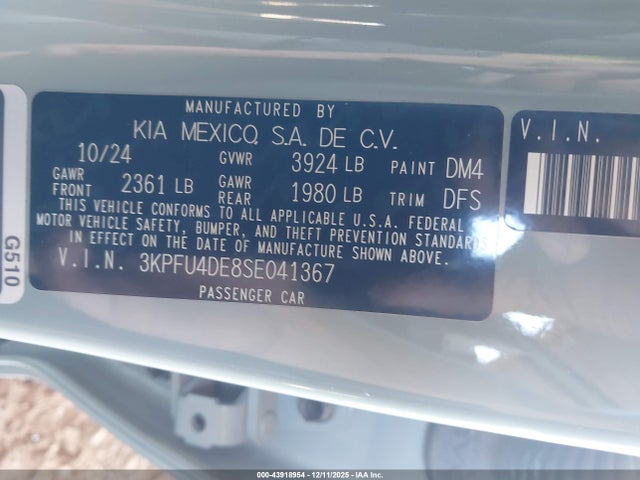 MANUFACTURED BY
KIA MEXICO, S.A. DE C.V.
10/24 GVWR 3924 LB PAINT DM4
GAWR FRONT 2361 LB GAWR REAR 1980 LB TRIM DFS
THIS VEHICLE CONFORMS TO ALL APPLICABLE U.S.A. FEDERAL
MOTOR VEHICLE SAFETY, BUMPER, AND THEFT PREVENTION STANDARDS
IN EFFECT ON THE DATE OF MANUFACTURE SHOWN ABOVE.
V.I.N. 3KPFU4DE8SE041367
PASSENGER CAR
G510
V.I.N.
000-43918954 - 12/11/2025 - IAAI.CA